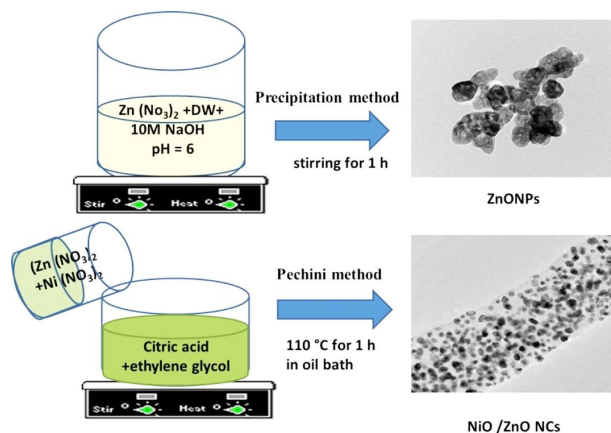 Zn (No₃)₂ +DW+
10M NaOH
pH = 6
Stir Heat
Precipitation method
stirring for 1 h
ZnONPs
(Zn (NO₃)₂
+Ni (NO₃)₂
Citric acid
+ethylene glycol
Stir Heat
Pechini method
110 °C for 1 h
in oil bath
NiO /ZnO NCs